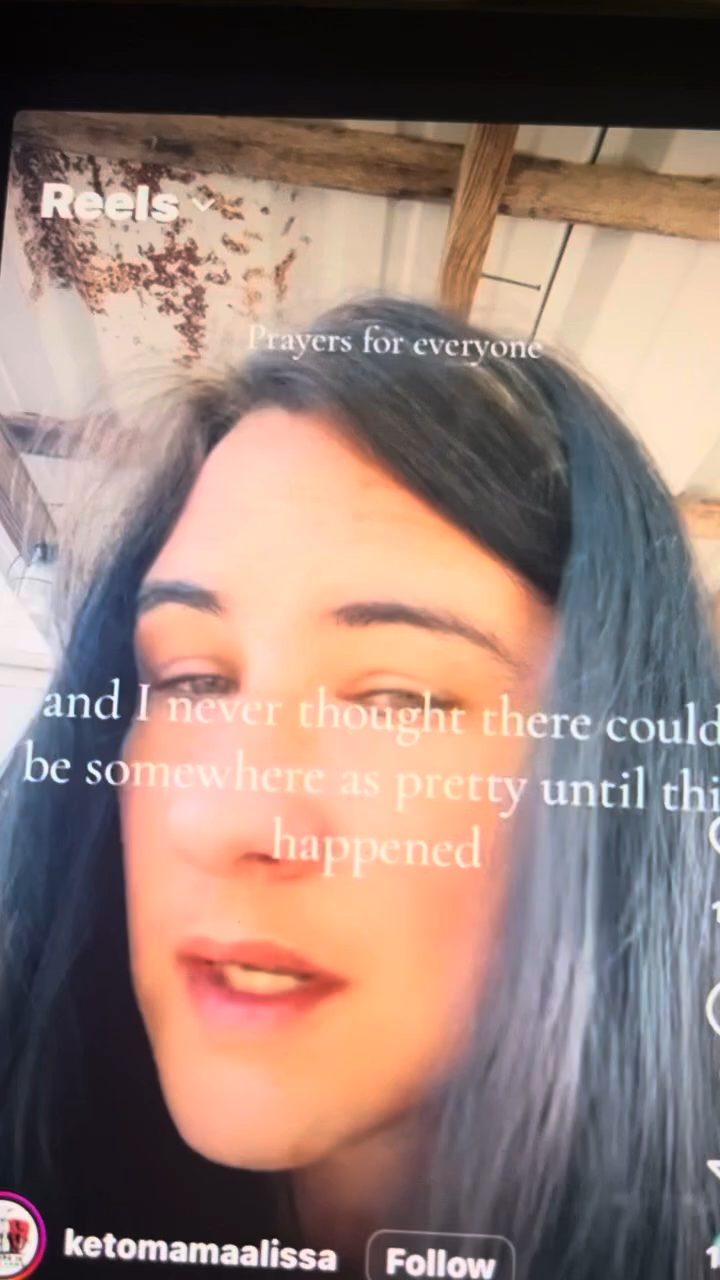 Reels
Prayers for everyone
and I never thought there could
be somewhere as pretty until thi
happened
ketomamaalissa
Follow